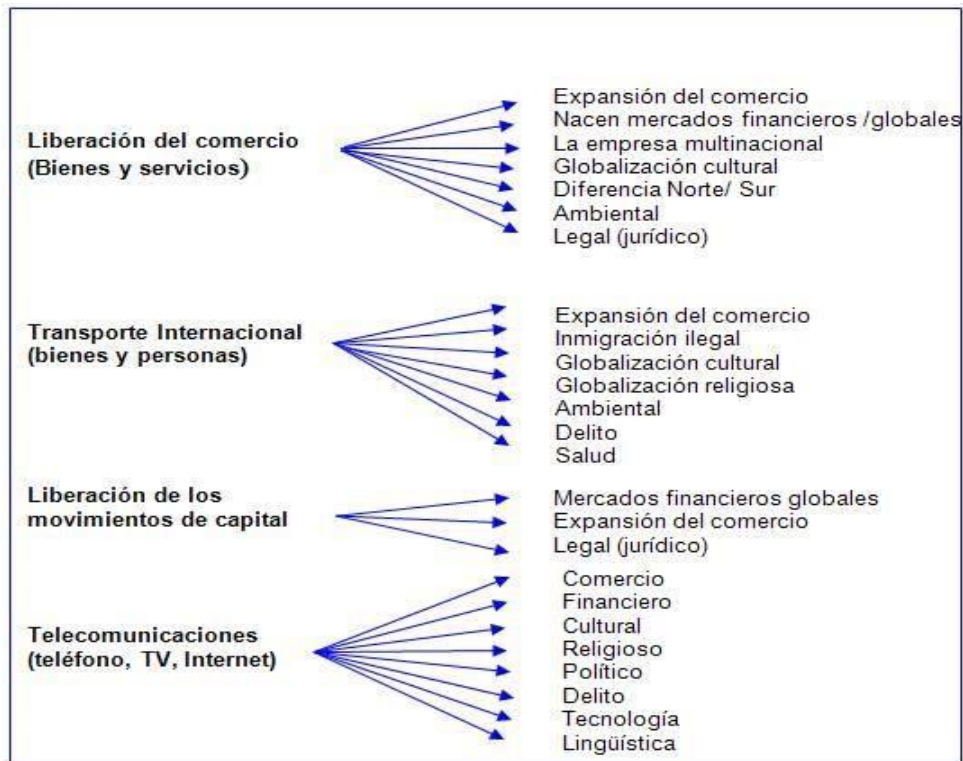 Liberación del comercio
(Bienes y servicios)
Expansión del comercio
Nacen mercados financieros /globales
La empresa multinacional
Globalización cultural
Diferencia Norte/ Sur
Ambiental
Legal (jurídico)
Transporte Internacional
(bienes y personas)
Expansión del comercio
Inmigración ilegal
Globalización cultural
Globalización religiosa
Ambiental
Delito
Salud
Liberación de los
movimientos de capital
Mercados financieros globales
Expansión del comercio
Legal (jurídico)
Telecomunicaciones
(teléfono, TV, Internet)
Comercio
Financiero
Cultural
Religioso
Político
Delito
Tecnología
Lingüística